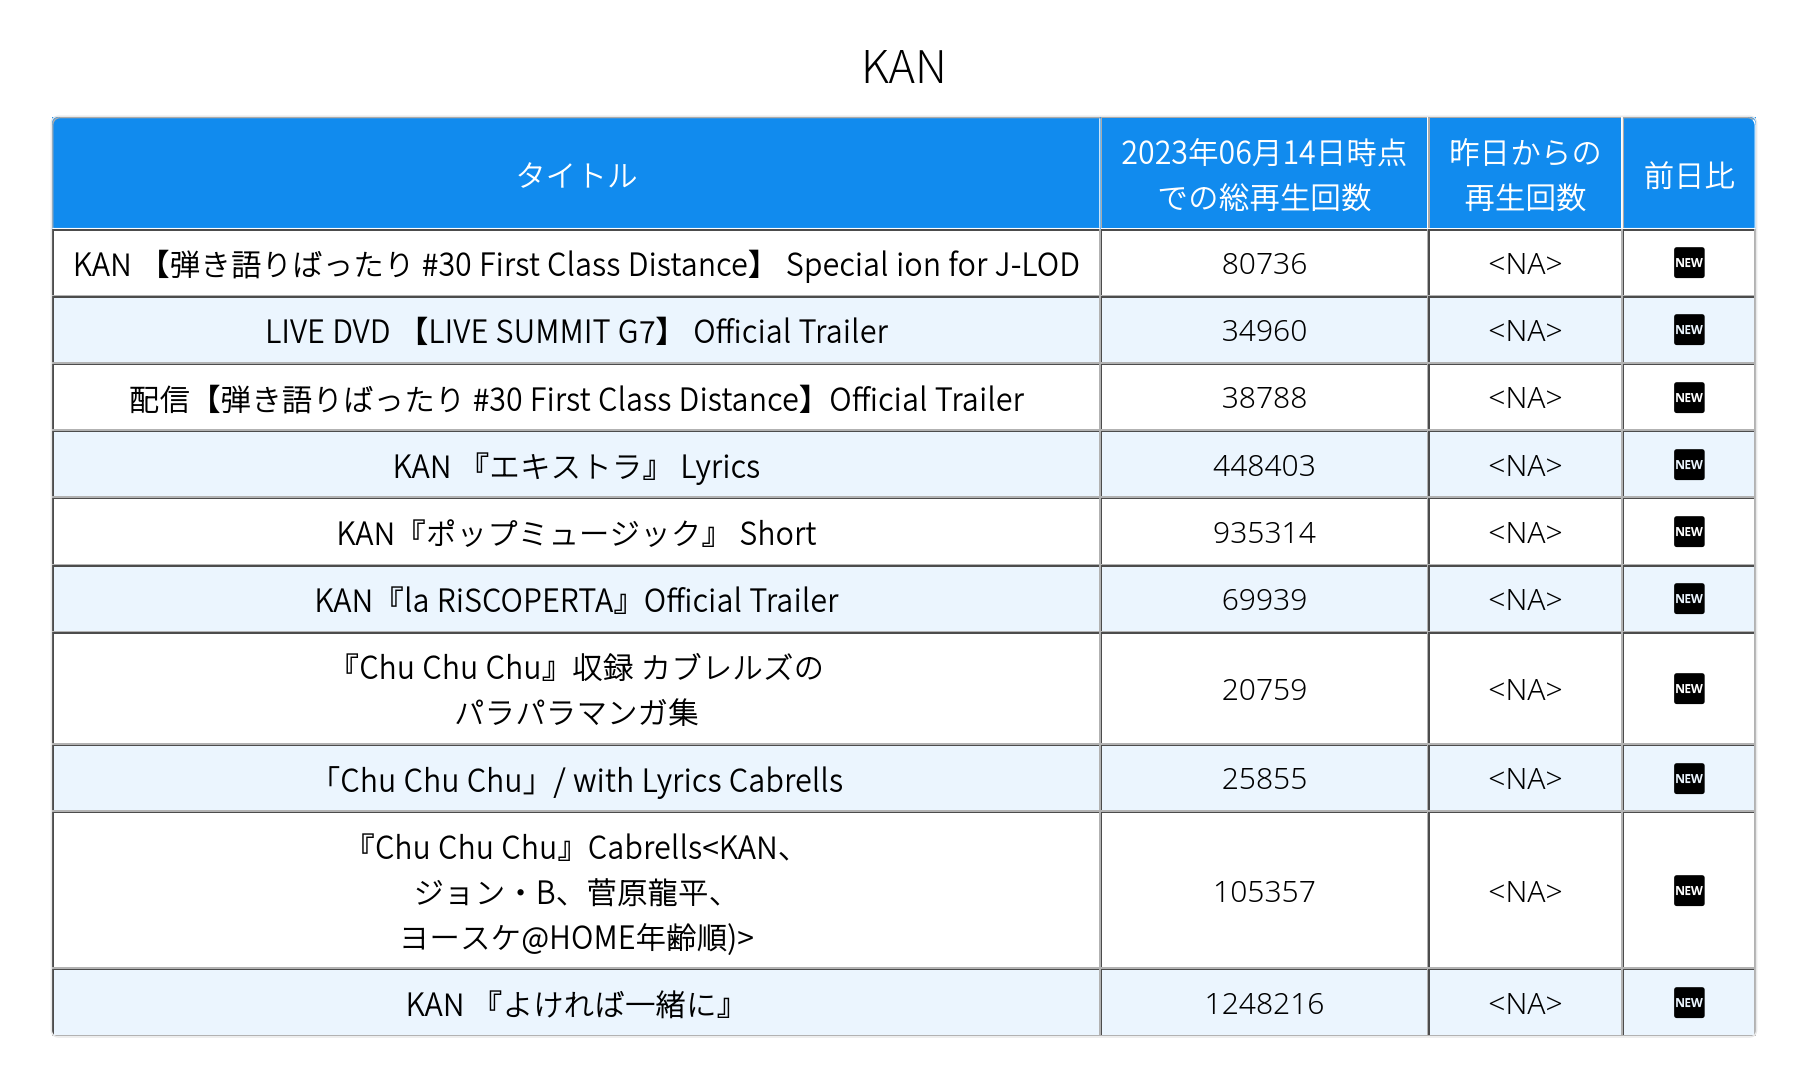 KAN
タイトル
2023年06月14日時点
での総再生回数
昨日からの
再生回数
前日比
KAN 【弾き語りばったり #30 First Class Distance】 Special ion for J-LOD
80736
<NA>
NEW
LIVE DVD 【LIVE SUMMIT G7】 Official Trailer
34960
<NA>
NEW
配信【弾き語りばったり #30 First Class Distance】Official Trailer
38788
<NA>
NEW
KAN 『エキストラ』 Lyrics
448403
<NA>
NEW
KAN『ポップミュージック』 Short
935314
<NA>
NEW
KAN『la RiSCOPERTA』Official Trailer
69939
<NA>
NEW
『Chu Chu Chu』収録 カブレルズの
パラパラマンガ集
20759
<NA>
NEW
「Chu Chu Chu」/ with Lyrics Cabrells
25855
<NA>
NEW
『Chu Chu Chu』Cabrells<KAN、
ジョン・B、菅原龍平、
ヨースケ@HOME年齢順)>
105357
<NA>
NEW
KAN 『よければ一緒に』
1248216
<NA>
NEW